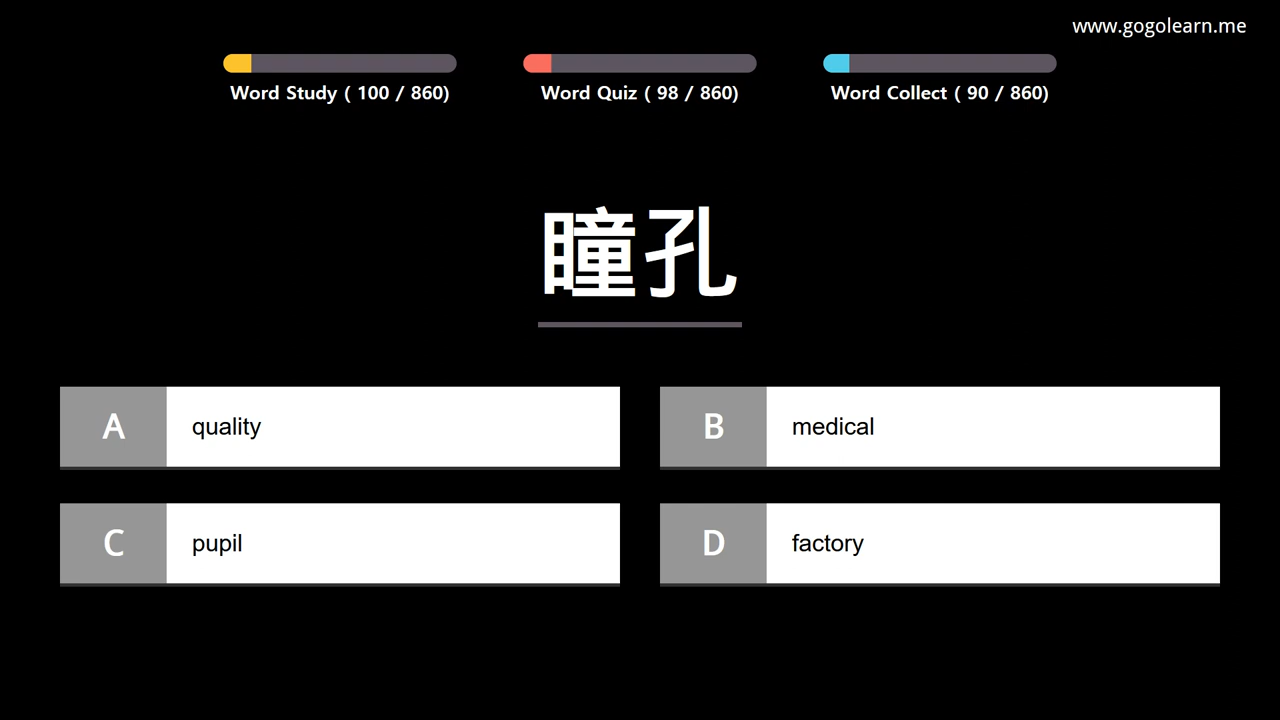 www.gogolearn.me
Word Study ( 100 / 860)
Word Quiz ( 98 / 860)
Word Collect ( 90 / 860)
瞳孔
A quality
B medical
C pupil
D factory